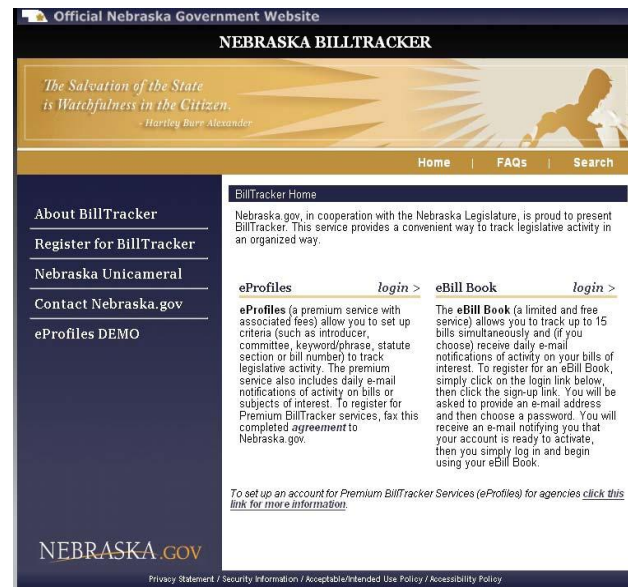 Official Nebraska Government Website
NEBRASKA BILLTRACKER
The Salvation of the State
is Watchfulness in the Citizen.
- Hartley Burr Alexander
Home | FAQs | Search
BillTracker Home
About BillTracker
Register for BillTracker
Nebraska Unicameral
Contact Nebraska.gov
eProfiles DEMO
Nebraska.gov, in cooperation with the Nebraska Legislature, is proud to present
BillTracker. This service provides a convenient way to track legislative activity in
an organized way.
eProfiles login >
eProfiles (a premium service with
associated fees) allow you to set up
criteria (such as introducer,
committee, keyword/phrase, statute
section or bill number) to track
legislative activity. The premium
service also includes daily e-mail
notifications of activity on bills or
subjects of interest. To register for
Premium BillTracker services, fax this
completed agreement to
Nebraska.gov.
eBill Book login >
The eBill Book (a limited and free
service) allows you to track up to 15
bills simultaneously and (if you
choose) receive daily e-mail
notifications of activity on your bills of
interest. To register for an eBill Book,
simply click on the login link below,
then click the sign-up link. You will be
asked to provide an e-mail address
and then choose a password. You will
receive an e-mail notifying you that
your account is ready to activate,
then you simply log in and begin
using your eBill Book.
To set up an account for Premium BillTracker Services (eProfiles) for agencies click this
link for more information.
NEBRASKA.GOV
Privacy Statement / Security Information / Acceptable/Intended Use Policy / Accessibility Policy